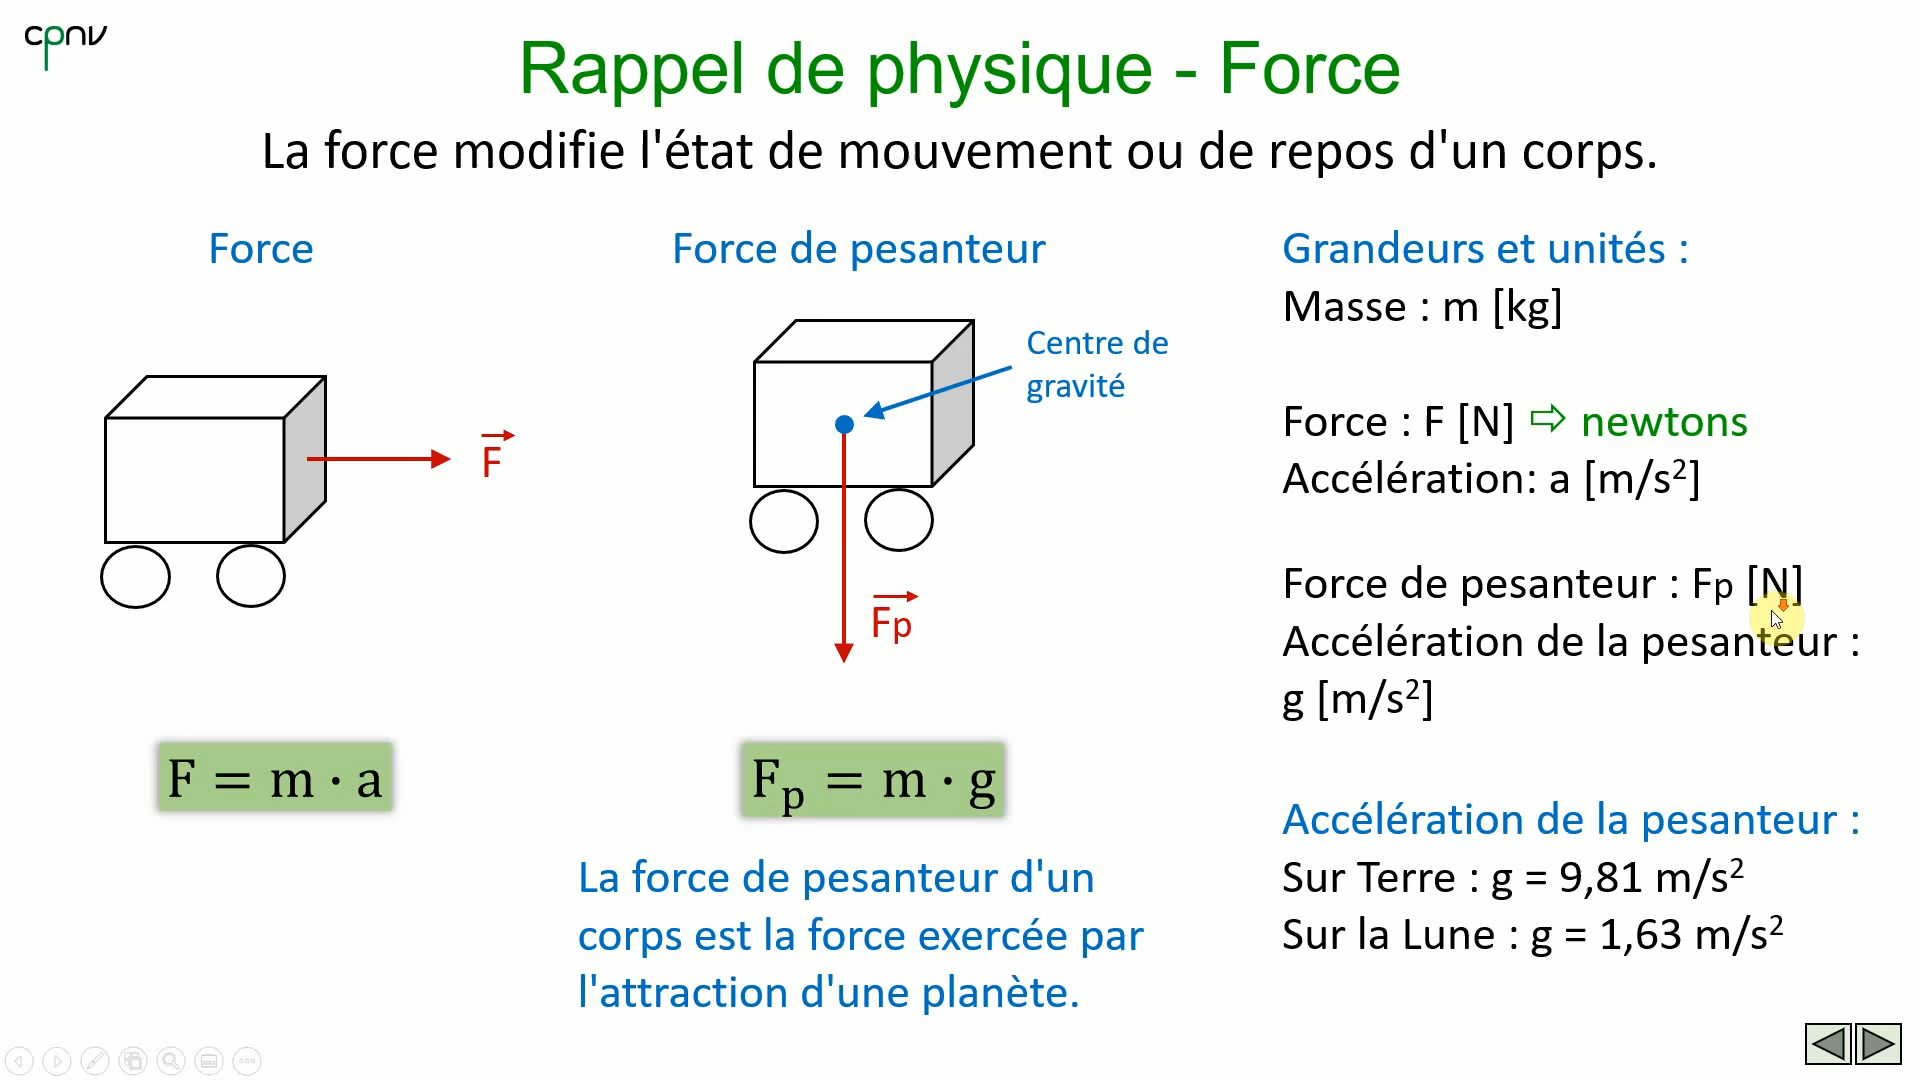 cpnv
Rappel de physique - Force
La force modifie l'état de mouvement ou de repos d'un corps.
Force
F
F = m · a
Force de pesanteur
Centre de
gravité
Fp
Fp = m · g
La force de pesanteur d'un
corps est la force exercée par
l'attraction d'une planète.
Grandeurs et unités :
Masse : m [kg]
Force : F [N] ⇨ newtons
Accélération: a [m/s²]
Force de pesanteur : Fp [N]
Accélération de la pesanteur :
g [m/s²]
Accélération de la pesanteur :
Sur Terre : g = 9,81 m/s²
Sur la Lune : g = 1,63 m/s²